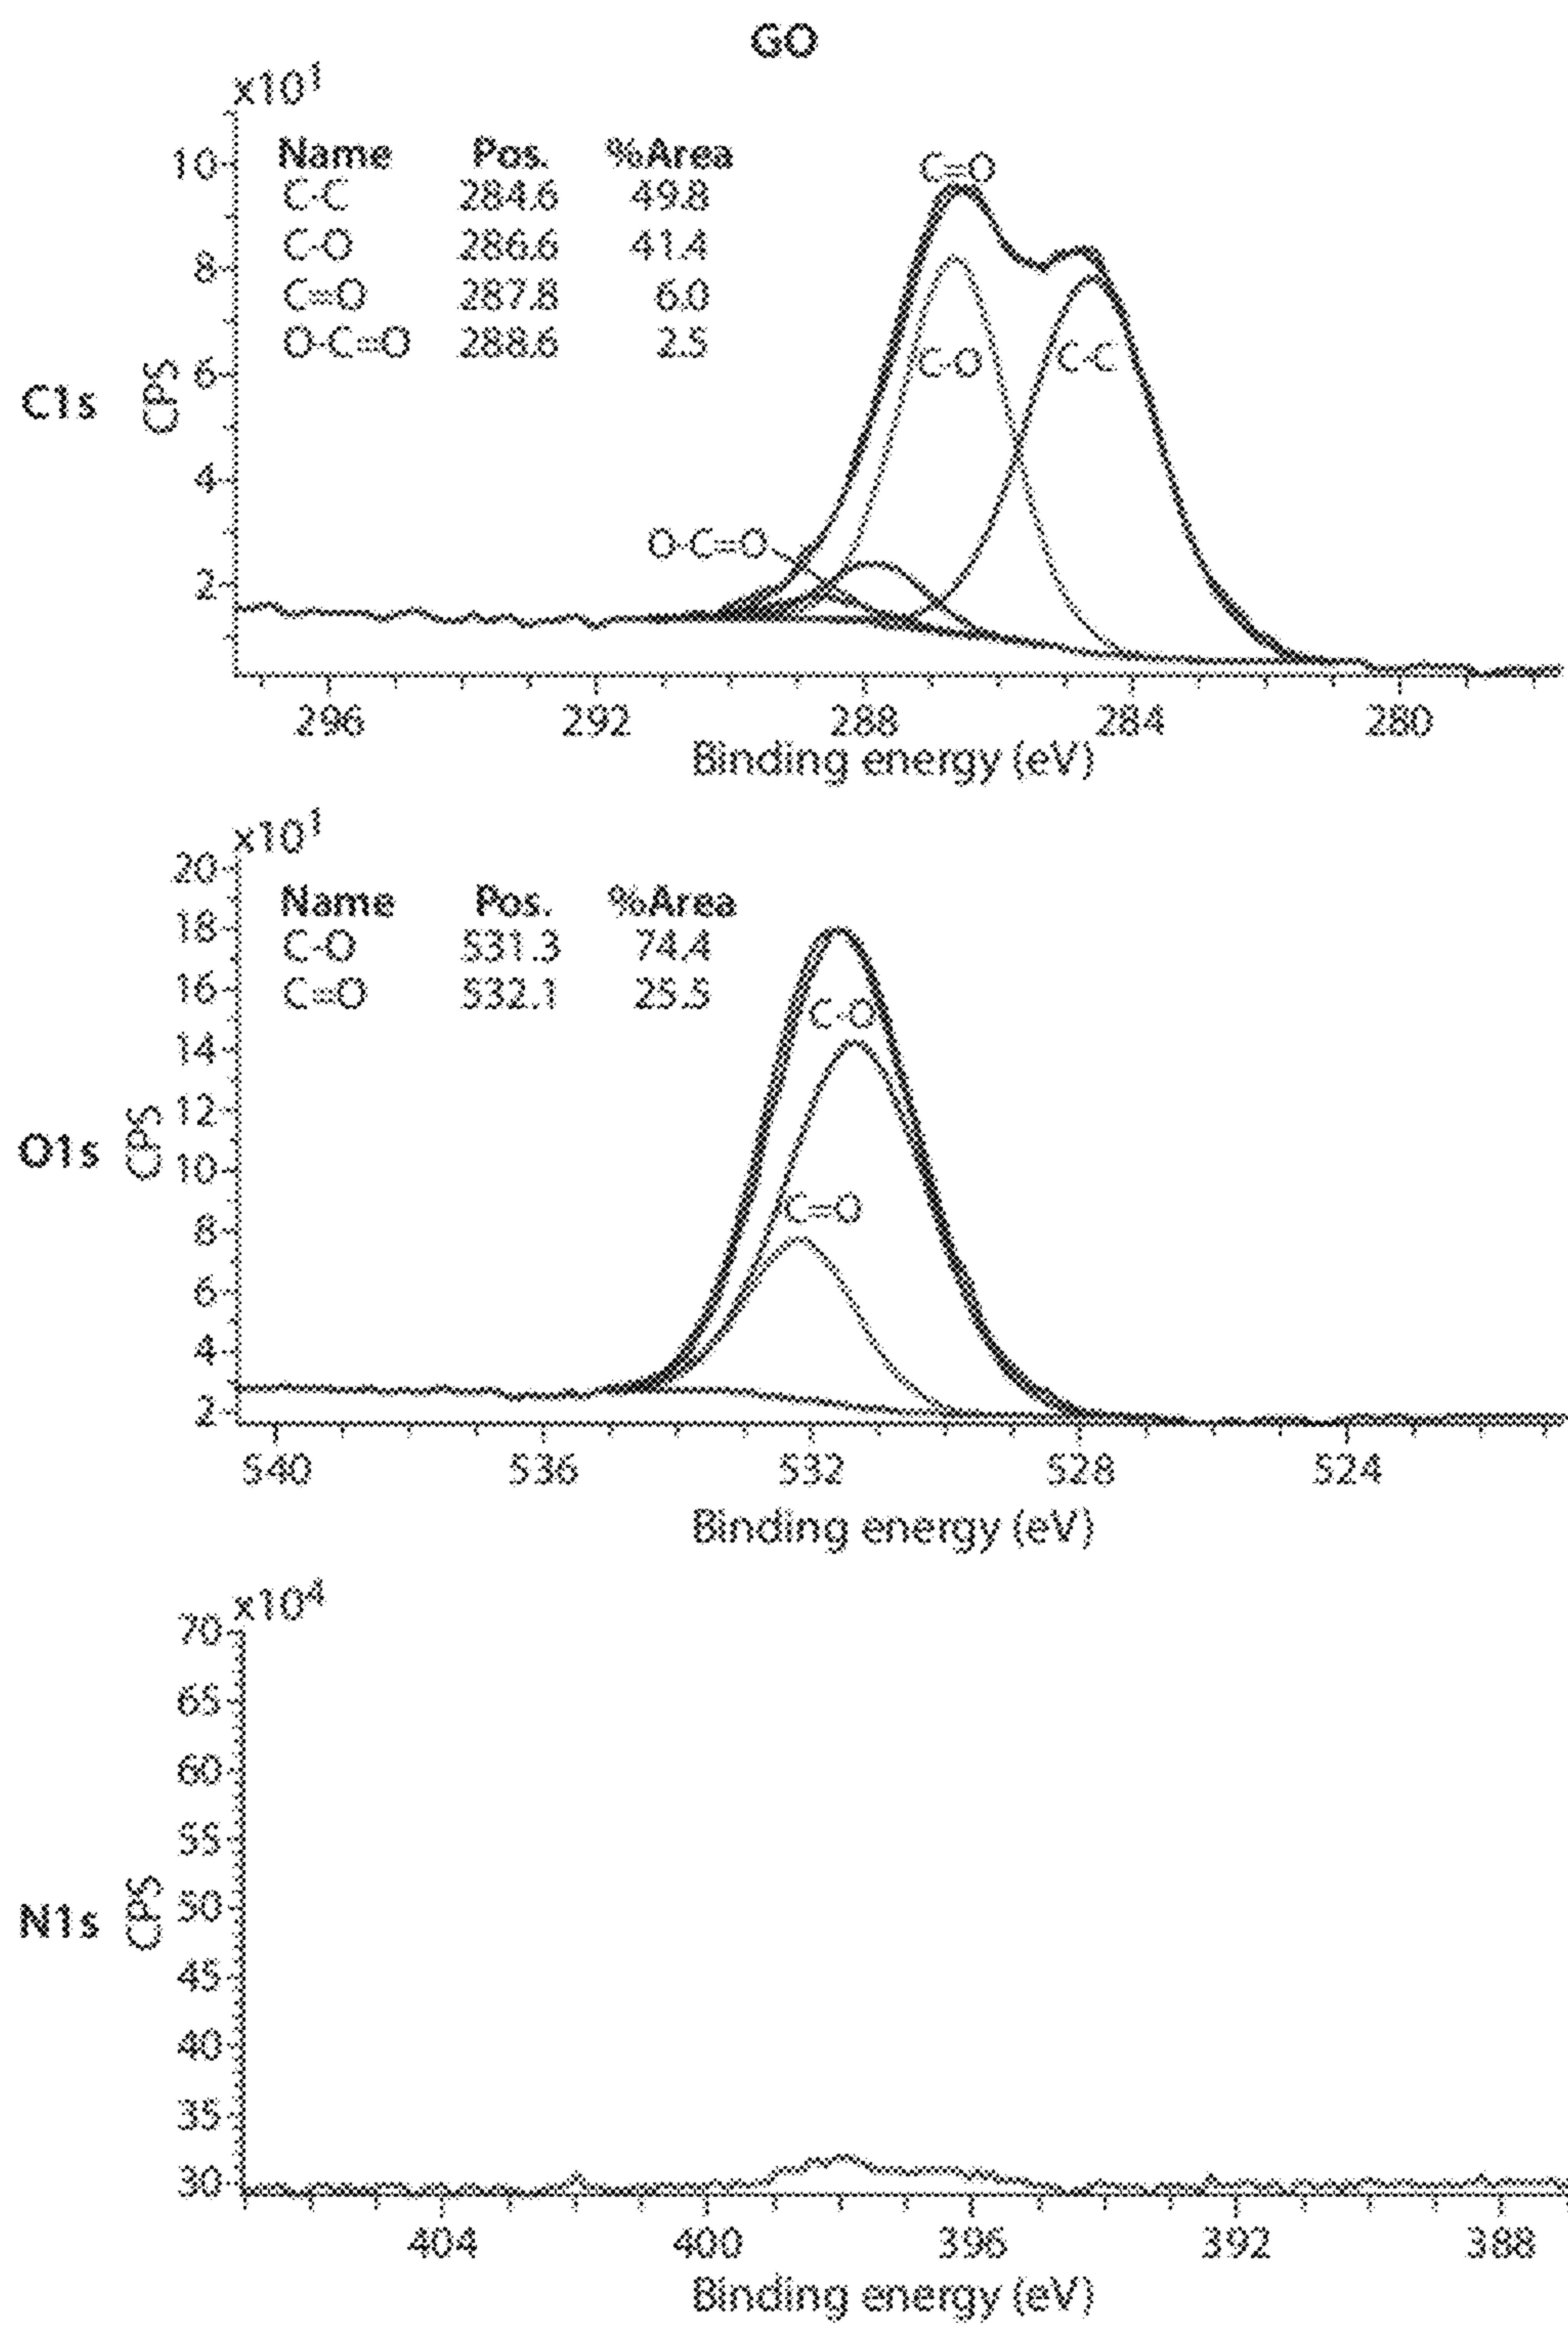 GO
x10¹
Name Pos. %Area
C-C 284.6 49.8
C-O 286.6 41.4
C=O 287.8 6.0
O-C=O 288.6 2.5
C=O
C-O C-C
O-C=O
C1s CPS
10
8
6
4
2
296 292 288 284 280
Binding energy (eV)
x10¹
Name Pos. %Area
C-O 531.3 74.4
C=O 532.1 25.5
C-O
C=O
O1s CPS
20
18
16
14
12
10
8
6
4
2
540 536 532 528 524
Binding energy (eV)
x10⁴
N1s CPS
70
65
60
55
50
45
40
35
30
404 400 396 392 388
Binding energy (eV)